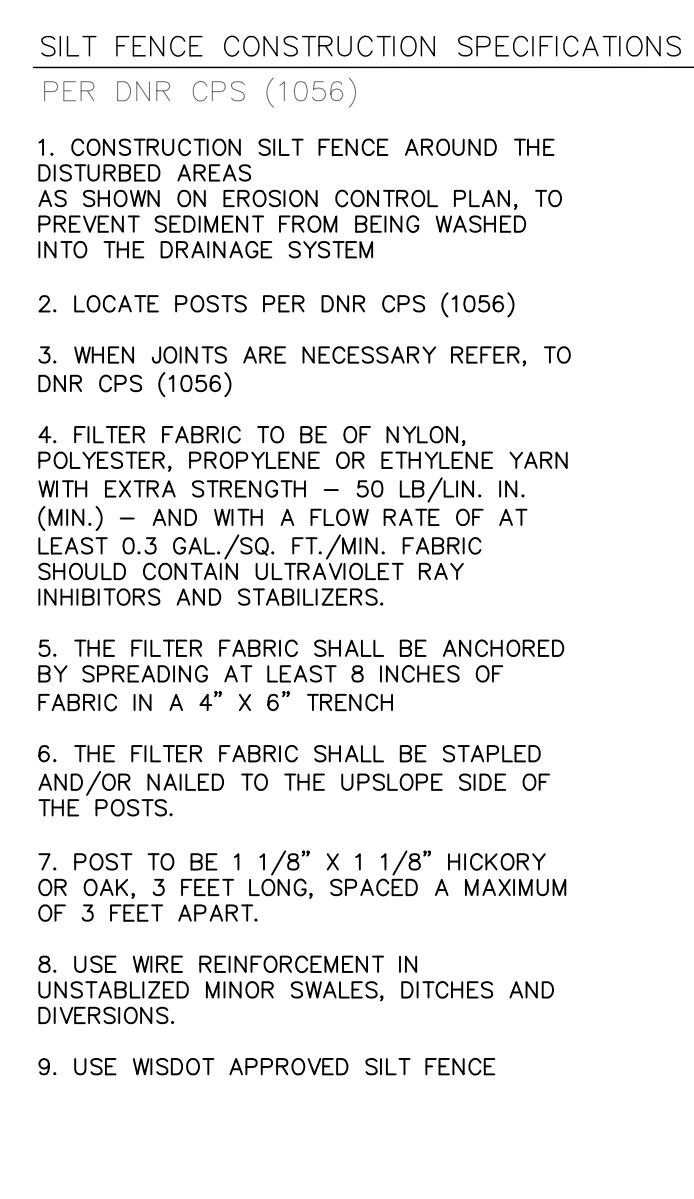 SILT FENCE CONSTRUCTION SPECIFICATIONS
PER DNR CPS (1056)
1. CONSTRUCTION SILT FENCE AROUND THE
DISTURBED AREAS
AS SHOWN ON EROSION CONTROL PLAN, TO
PREVENT SEDIMENT FROM BEING WASHED
INTO THE DRAINAGE SYSTEM
2. LOCATE POSTS PER DNR CPS (1056)
3. WHEN JOINTS ARE NECESSARY REFER, TO
DNR CPS (1056)
4. FILTER FABRIC TO BE OF NYLON,
POLYESTER, PROPYLENE OR ETHYLENE YARN
WITH EXTRA STRENGTH – 50 LB/LIN. IN.
(MIN.) – AND WITH A FLOW RATE OF AT
LEAST 0.3 GAL./SQ. FT./MIN. FABRIC
SHOULD CONTAIN ULTRAVIOLET RAY
INHIBITORS AND STABILIZERS.
5. THE FILTER FABRIC SHALL BE ANCHORED
BY SPREADING AT LEAST 8 INCHES OF
FABRIC IN A 4” X 6” TRENCH
6. THE FILTER FABRIC SHALL BE STAPLED
AND/OR NAILED TO THE UPSLOPE SIDE OF
THE POSTS.
7. POST TO BE 1 1/8” X 1 1/8” HICKORY
OR OAK, 3 FEET LONG, SPACED A MAXIMUM
OF 3 FEET APART.
8. USE WIRE REINFORCEMENT IN
UNSTABLIZED MINOR SWALES, DITCHES AND
DIVERSIONS.
9. USE WISDOT APPROVED SILT FENCE